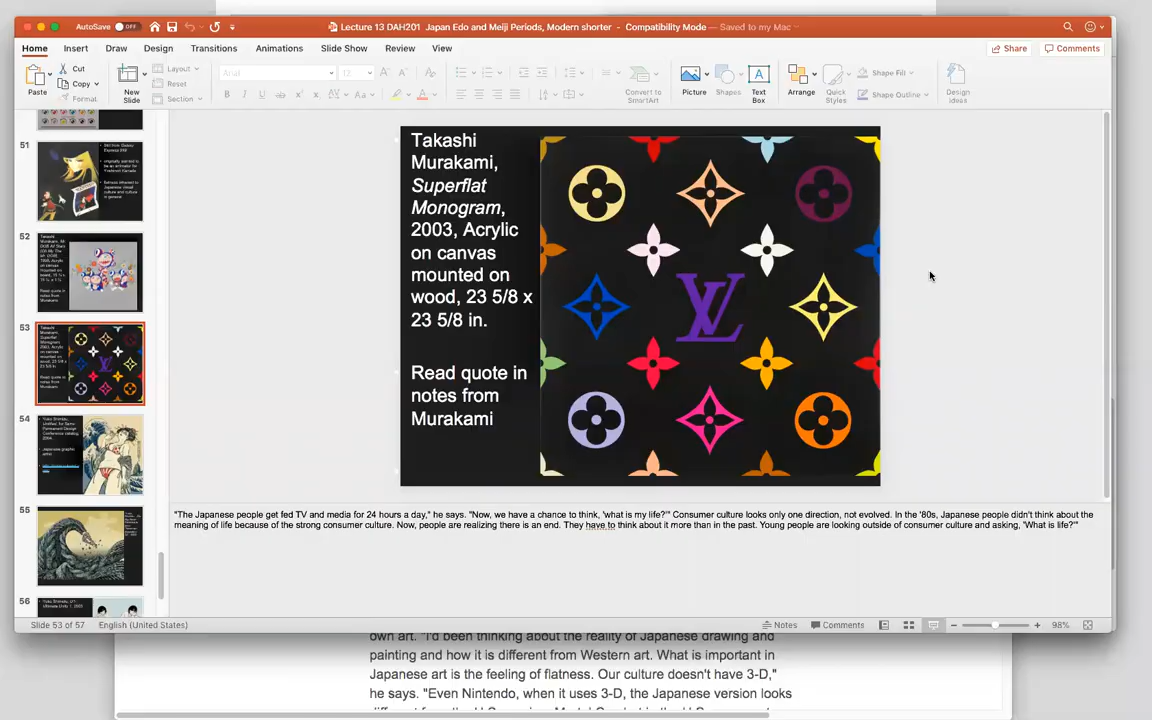 AutoSave OFF
Lecture 13 DAH201 Japan Edo and Meiji Periods, Modern shorter - Compatibility Mode — Saved to my Mac
Home Insert Draw Design Transitions Animations Slide Show Review View
Share Comments
Paste
Cut
Copy
Format
New Slide
Layout
Reset
Section
Arial
12
Convert to SmartArt
Picture
Shapes
Text Box
Arrange
Quick Styles
Shape Fill
Shape Outline
Design Ideas
51
52
53
54
55
56
Takashi
Murakami,
Superflat
Monogram,
2003, Acrylic
on canvas
mounted on
wood, 23 5/8 x
23 5/8 in.
Read quote in
notes from
Murakami
LV
"The Japanese people get fed TV and media for 24 hours a day," he says. "Now, we have a chance to think, 'what is my life?'" Consumer culture looks only one direction, not evolved. In the '80s, Japanese people didn't think about the
meaning of life because of the strong consumer culture. Now, people are realizing there is an end. They have to think about it more than in the past. Young people are looking outside of consumer culture and asking, 'What is life?'"
Slide 53 of 57 English (United States)
Notes Comments 98%
own art. "I'd been thinking about the reality of Japanese drawing and
painting and how it is different from Western art. What is important in
Japanese art is the feeling of flatness. Our culture doesn't have 3-D,"
he says. "Even Nintendo, when it uses 3-D, the Japanese version looks